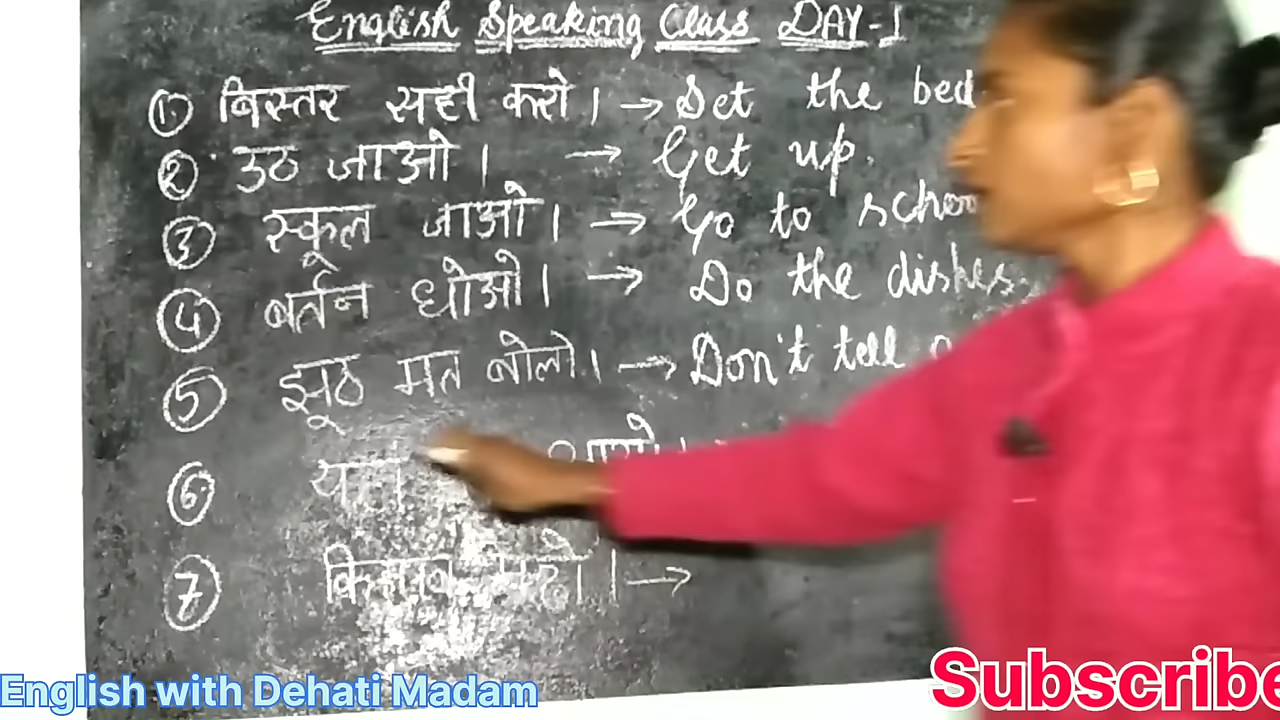 English Speaking Class DAY-1
① बिस्तर सही करो। → Set the bed
② उठ जाओ। → Get up.
③ स्कूल जाओ। → Go to schoo
④ बर्तन धोओ। → Do the dishes.
⑤ झूठ मत बोलो। → Don't tell a
⑥
⑦ किताब पढ़ो। →
English with Dehati Madam
Subscribe